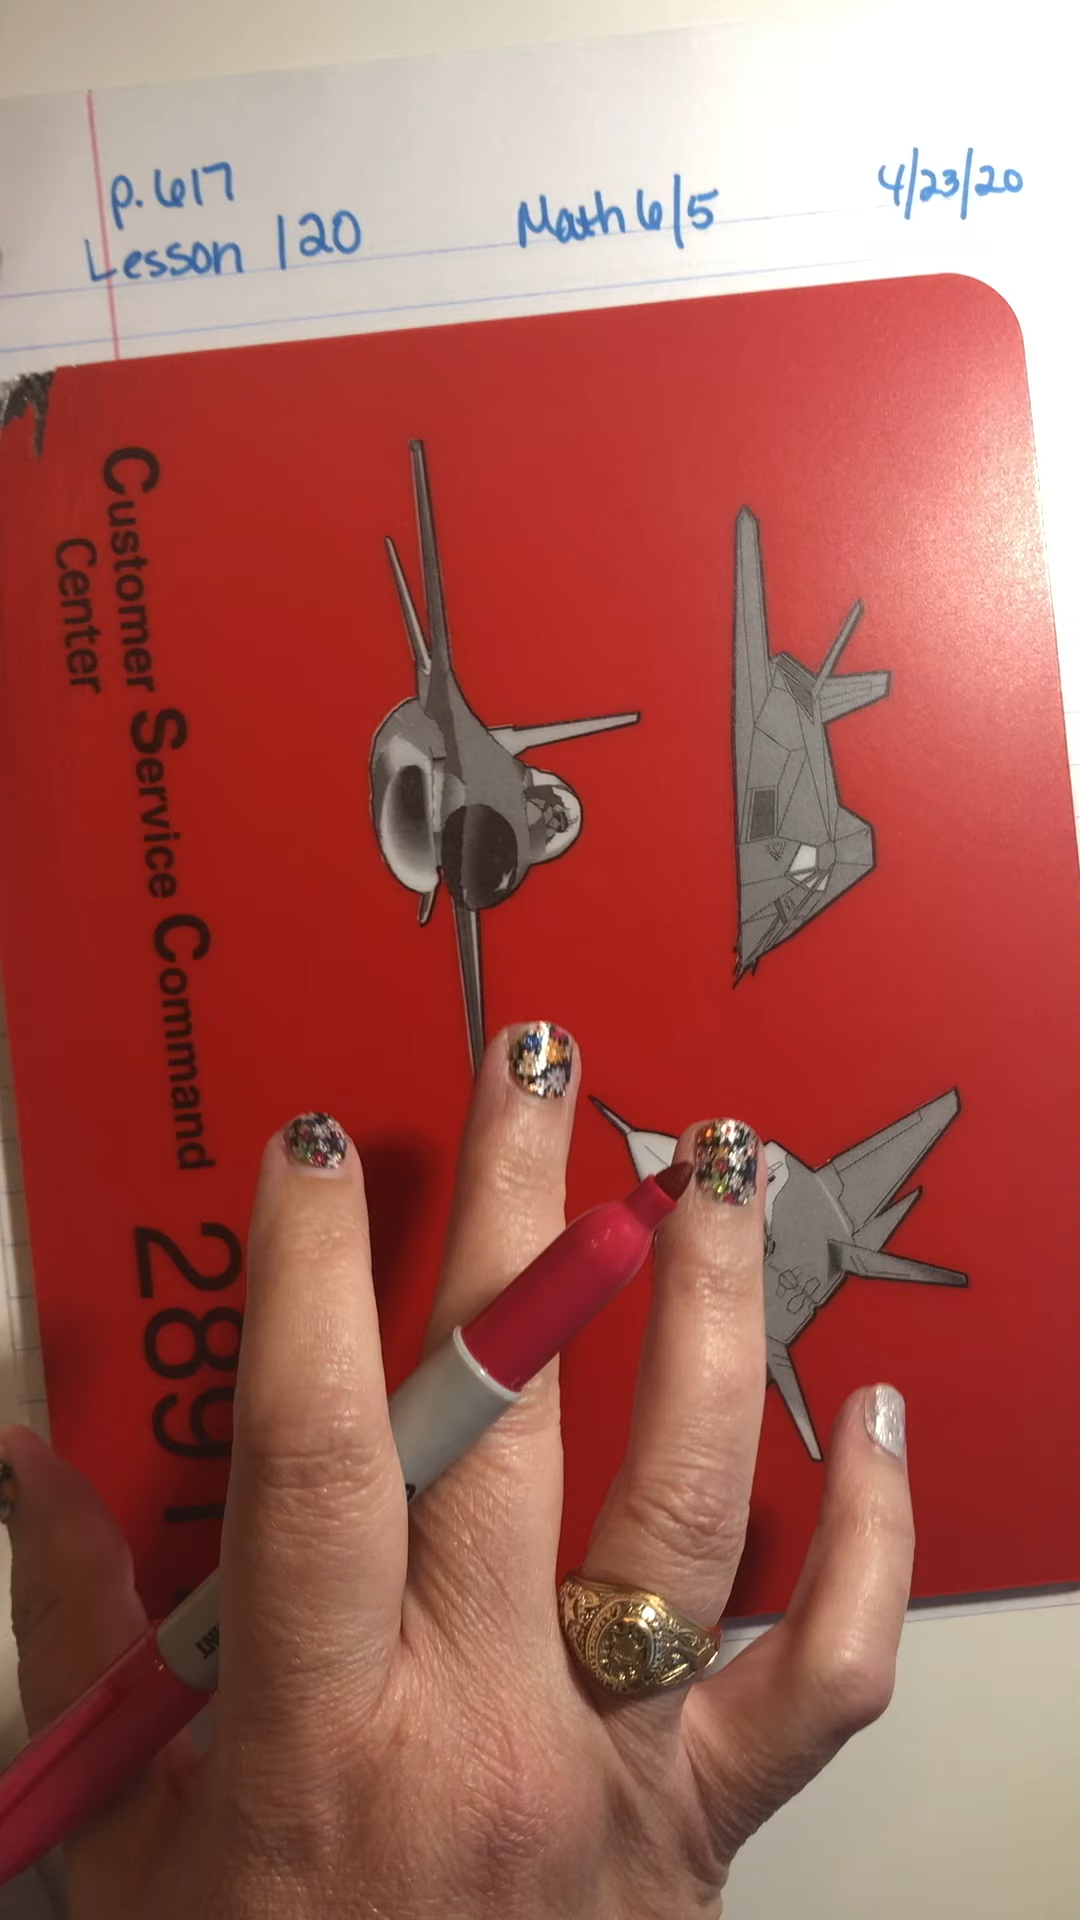 p. 617
Lesson 120
Math 6/5
4/23/20
Customer Service Command
Center
289